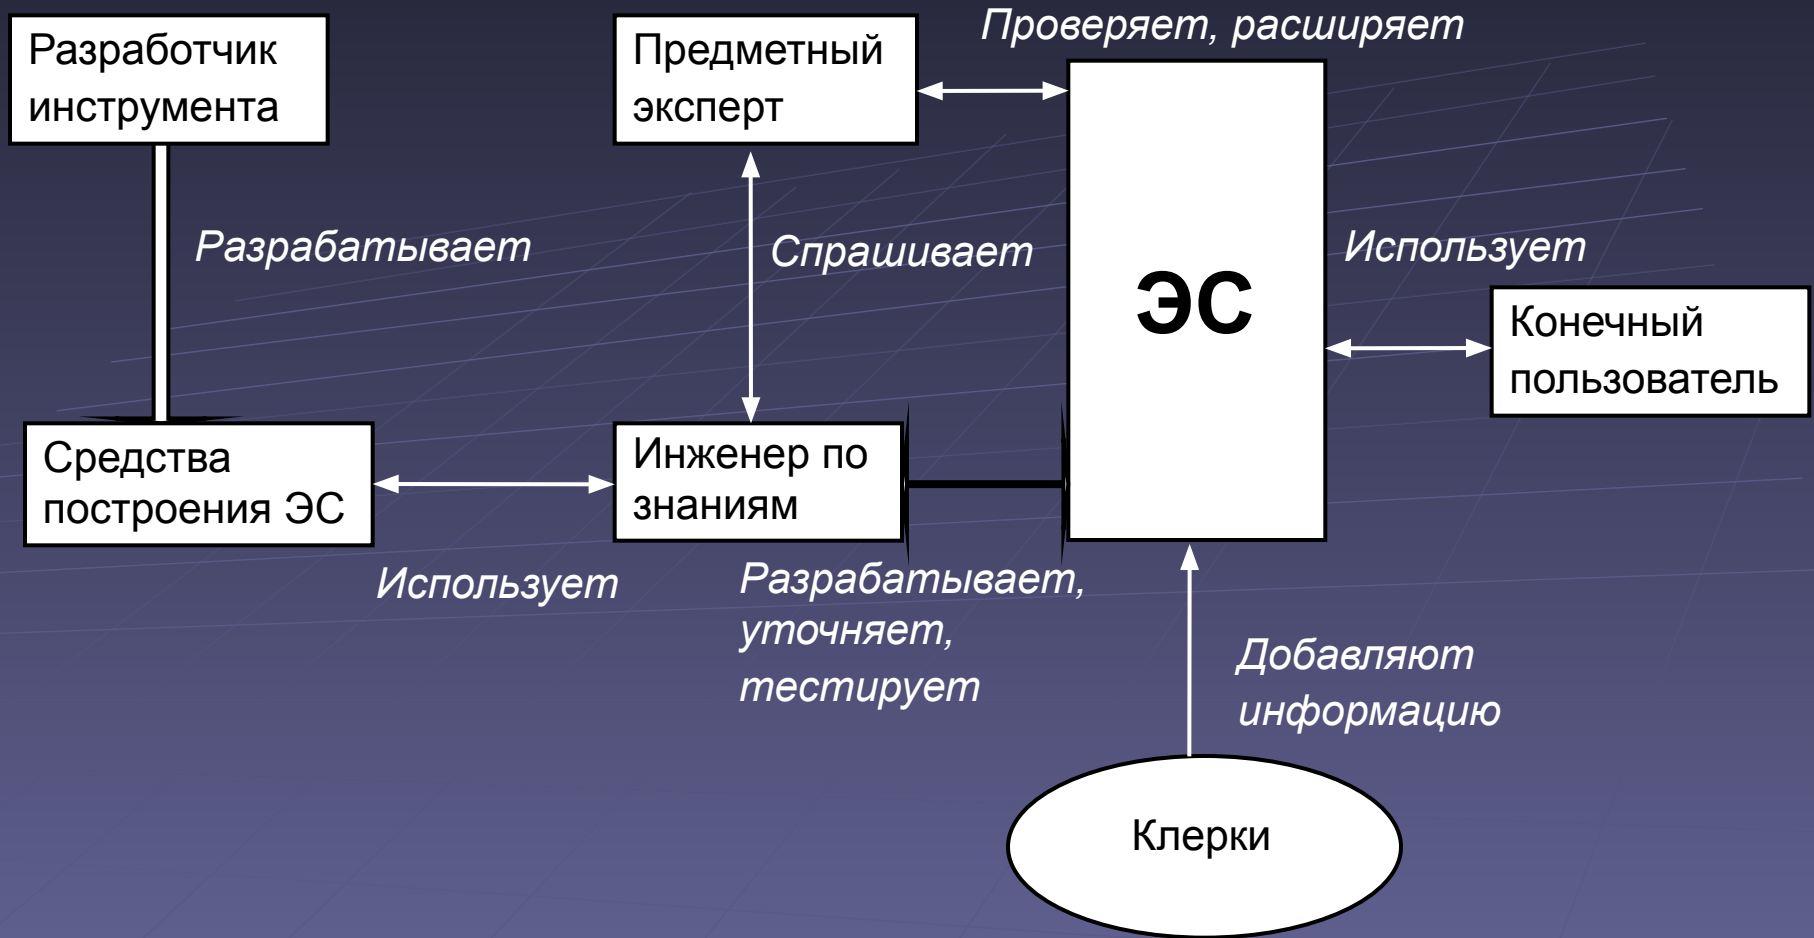 Разработчик
инструмента
Предметный
эксперт
Проверяет, расширяет
Разрабатывает
Спрашивает
ЭС
Использует
Конечный
пользователь
Средства
построения ЭС
Инженер по
знаниям
Использует
Разрабатывает,
уточняет,
тестирует
Добавляют
информацию
Клерки